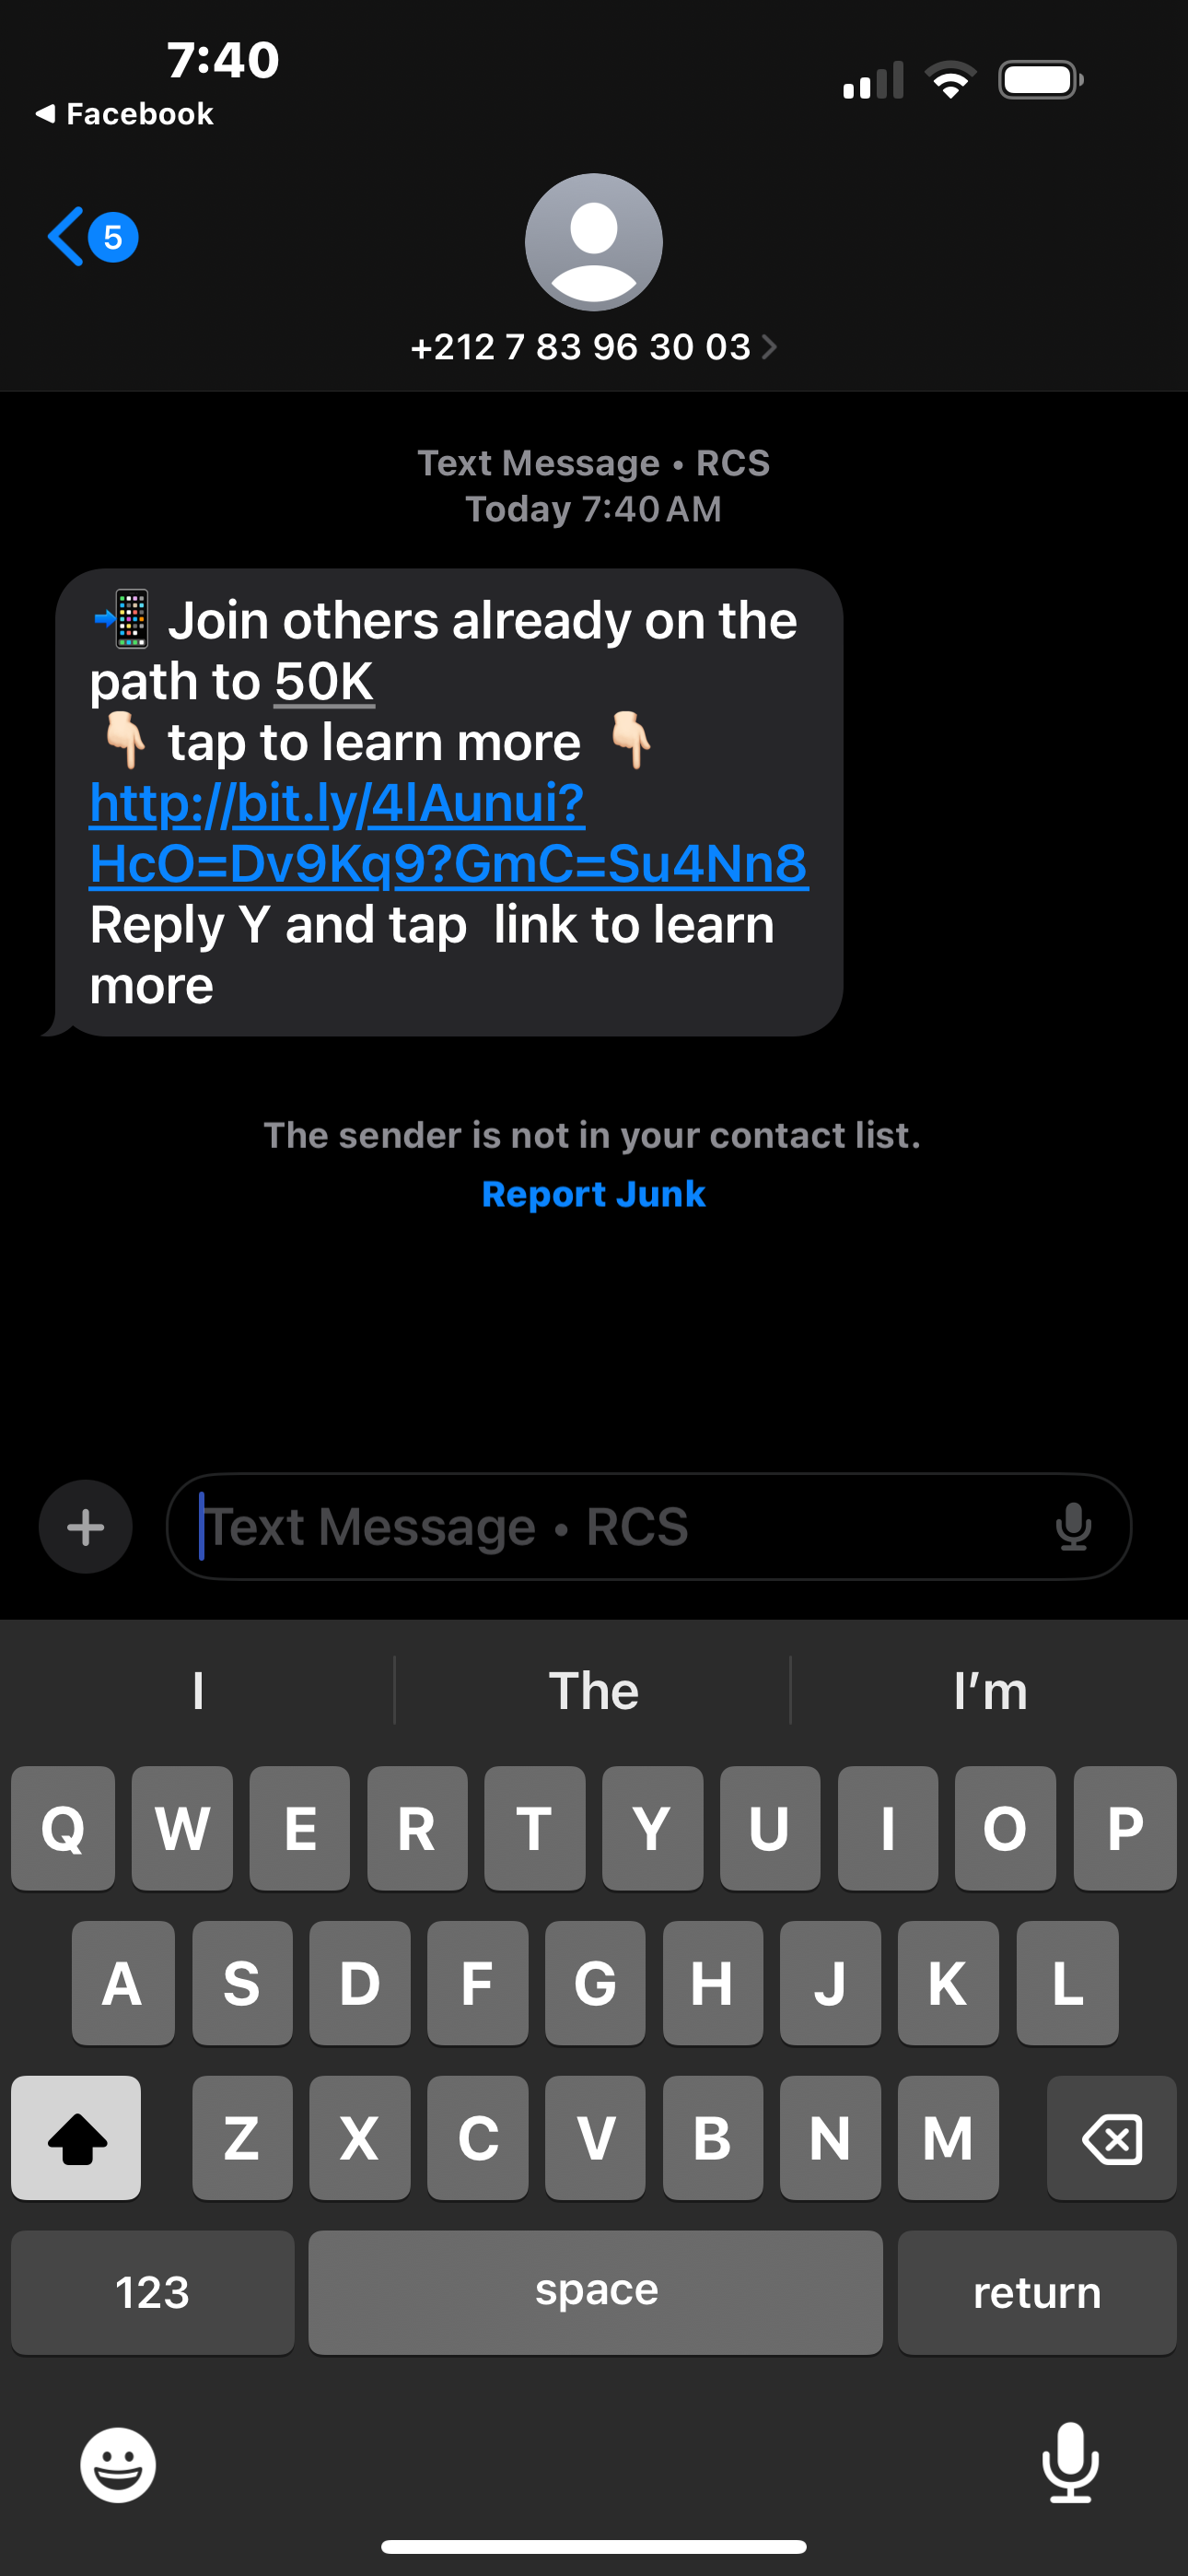 7:40
Facebook
5
+212 7 83 96 30 03
Text Message • RCS
Today 7:40 AM
📲 Join others already on the
path to 50K
👇🏻 tap to learn more 👇🏻
http://bit.ly/4lAunui?
HcO=Dv9Kq9?GmC=Su4Nn8
Reply Y and tap  link to learn
more
The sender is not in your contact list.
Report Junk
Text Message • RCS
I The I’m
Q W E R T Y U I O P
A S D F G H J K L
Z X C V B N M
123 space return